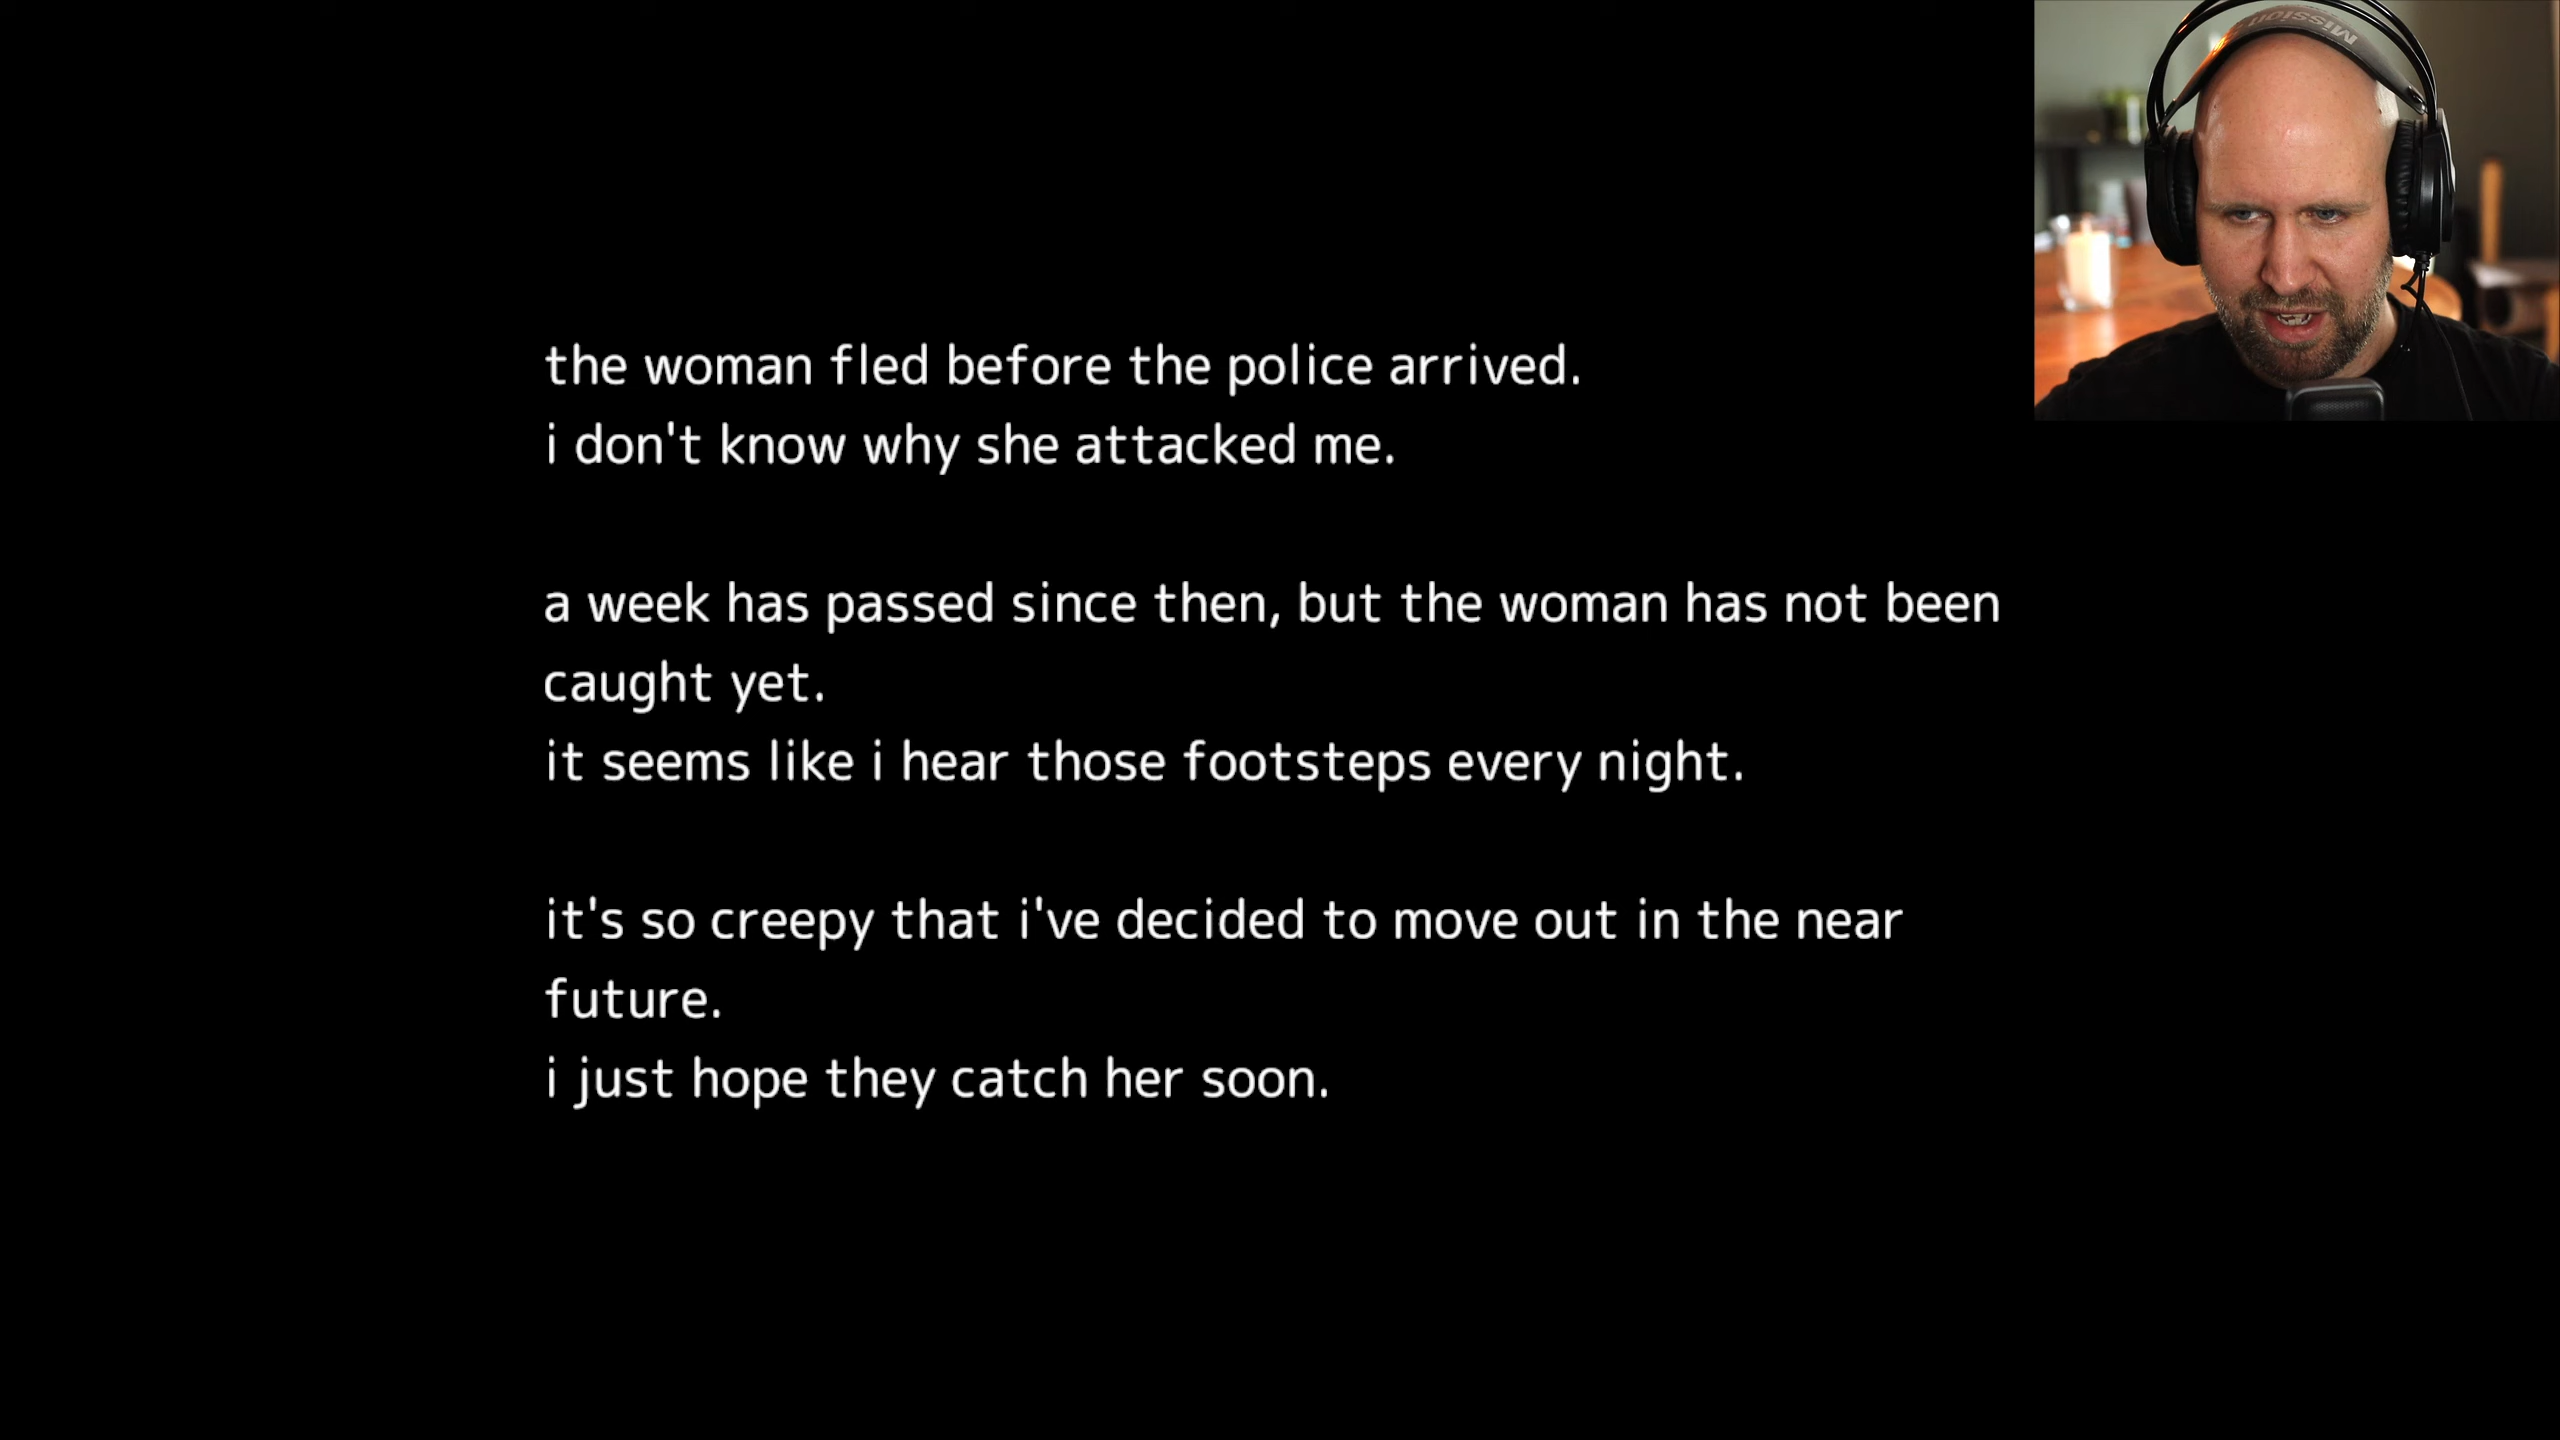 Mission
the woman fled before the police arrived.
i don't know why she attacked me.
a week has passed since then, but the woman has not been
caught yet.
it seems like i hear those footsteps every night.
it's so creepy that i've decided to move out in the near
future.
i just hope they catch her soon.